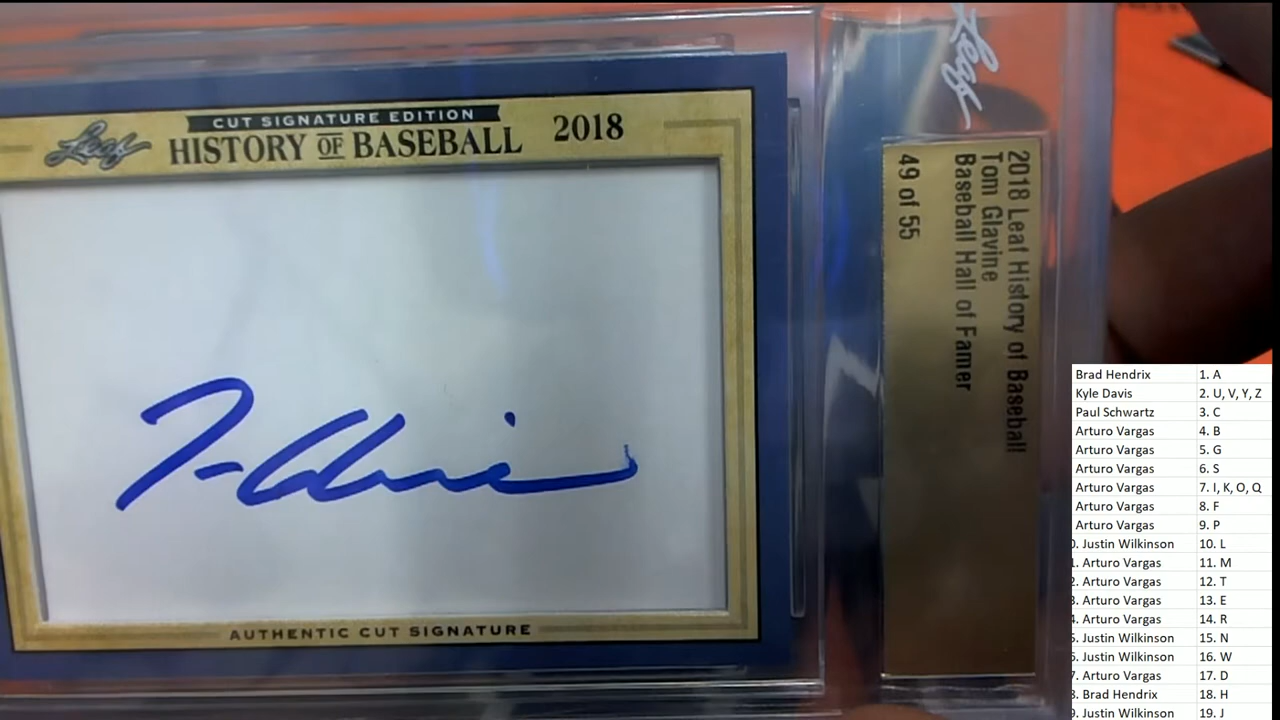 CUT SIGNATURE EDITION
Leaf HISTORY OF BASEBALL 2018
AUTHENTIC CUT SIGNATURE
Leaf
2018 Leaf History of Baseball
Tom Glavine
Baseball Hall of Famer
49 of 55
Brad Hendrix 1. A
Kyle Davis 2. U, V, Y, Z
Paul Schwartz 3. C
Arturo Vargas 4. B
Arturo Vargas 5. G
Arturo Vargas 6. S
Arturo Vargas 7. I, K, O, Q
Arturo Vargas 8. F
Arturo Vargas 9. P
Justin Wilkinson 10. L
Arturo Vargas 11. M
Arturo Vargas 12. T
Arturo Vargas 13. E
Arturo Vargas 14. R
Justin Wilkinson 15. N
Justin Wilkinson 16. W
Arturo Vargas 17. D
Brad Hendrix 18. H
Justin Wilkinson 19. J